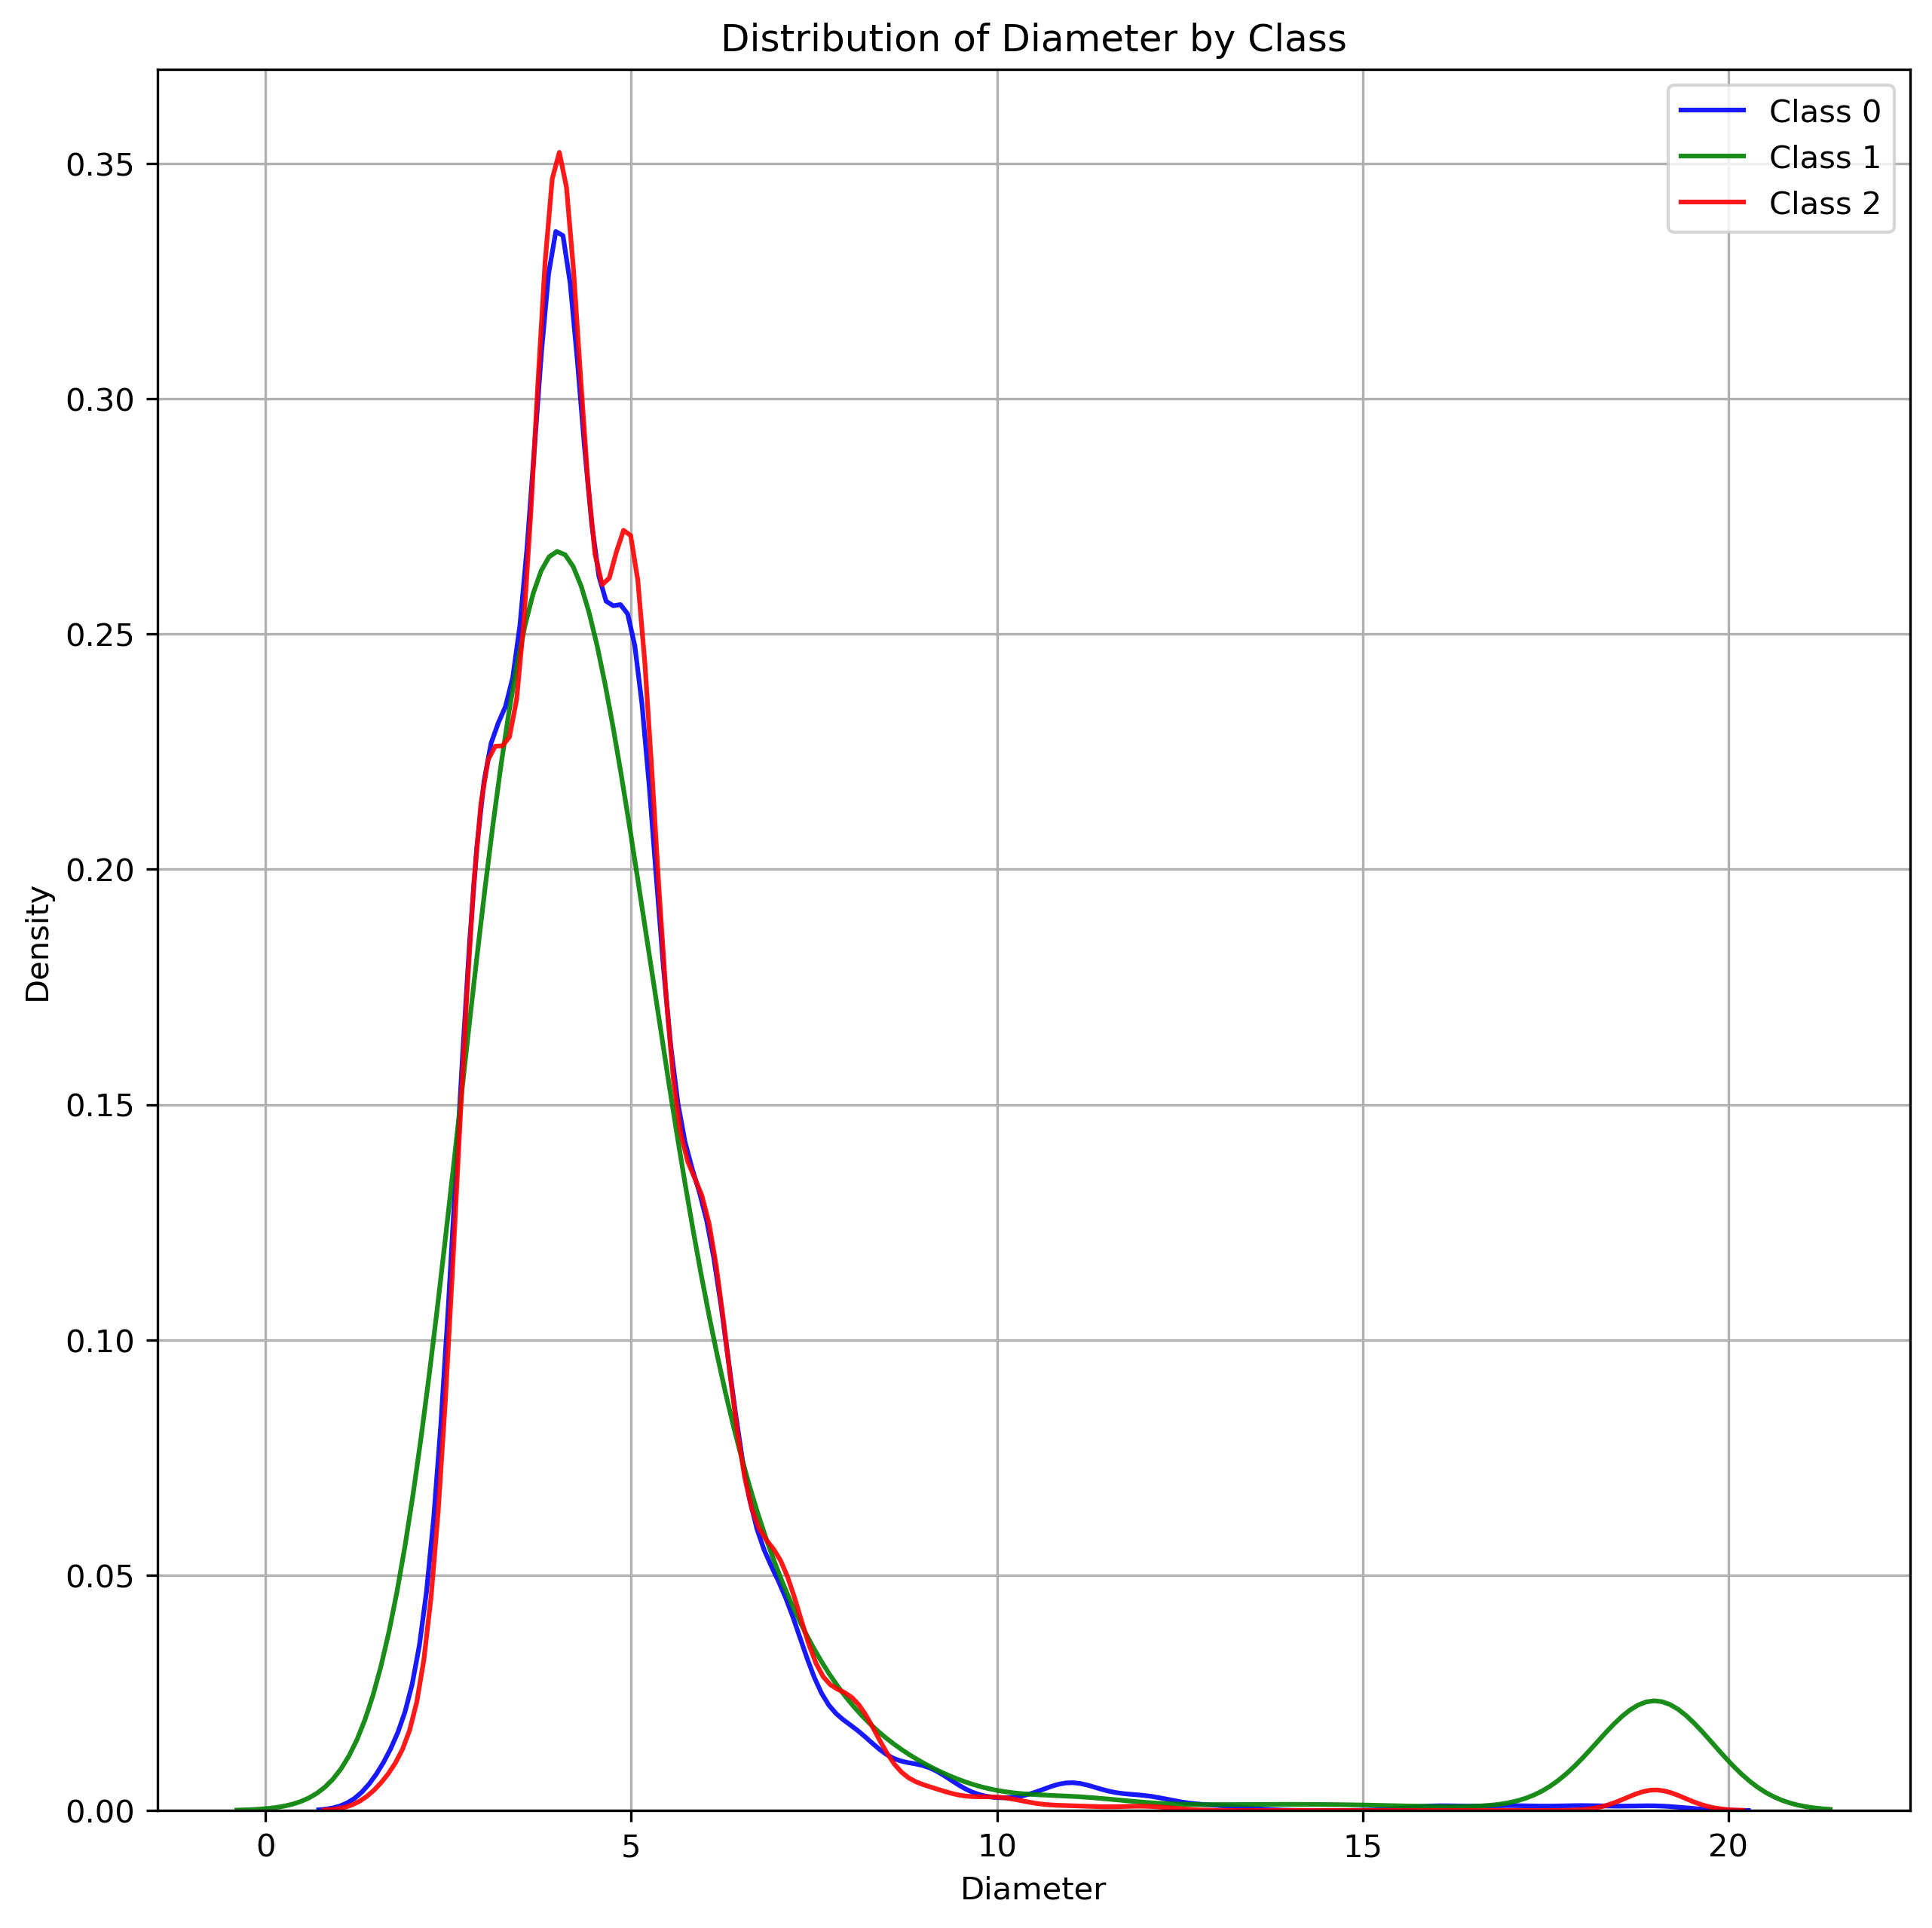 Distribution of Diameter by Class
Class 0
Class 1
Class 2
0.35
0.30
0.25
0.20
0.15
0.10
0.05
0.00
Density
0 5 10 15 20
Diameter